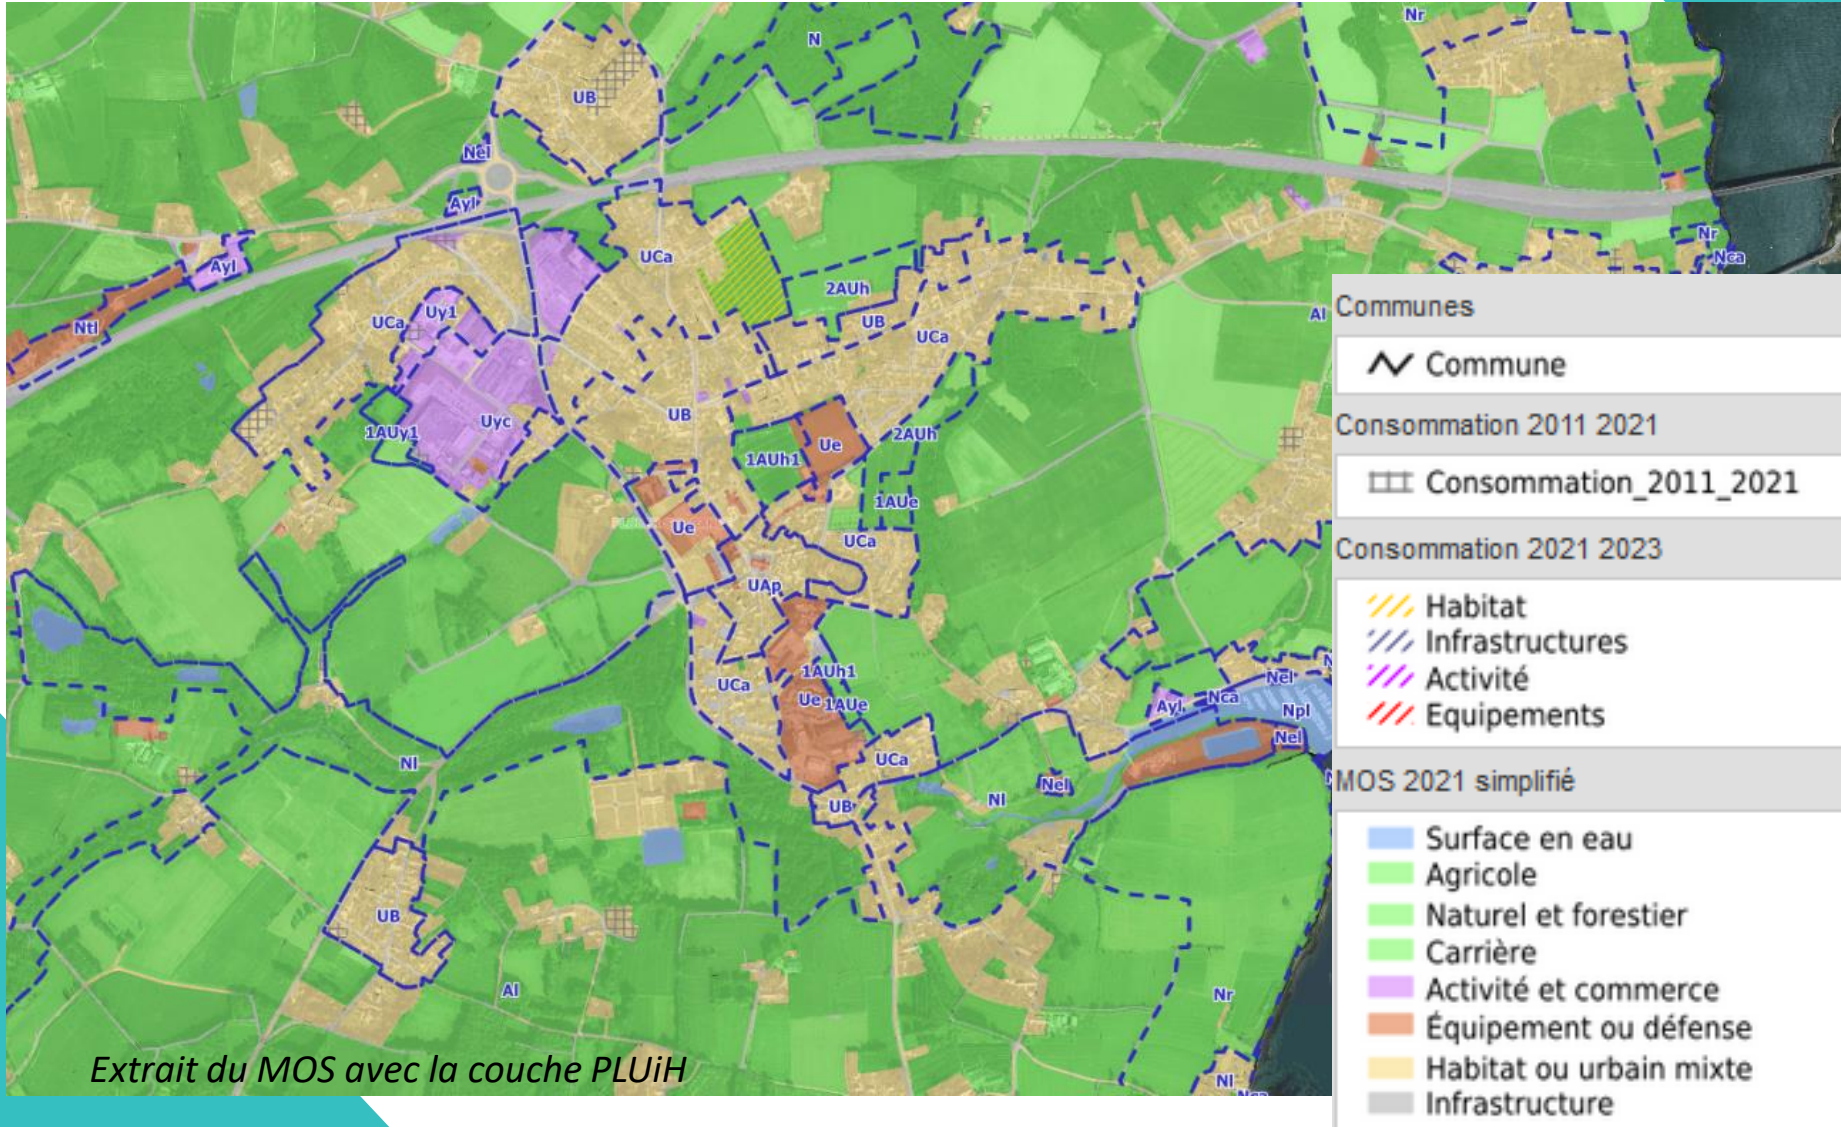 Nr
N
UB
Nel
Ayl
UCa
Nr
Nca
Ayl
2AUh
Ntl
UCa
Uy1
UB
UCa
Al
1AUy1
Uyc
UB
1AUh1
Ue
2AUh
1AUe
Ue
UCa
UAp
UCa
1AUh1
Ue
1AUe
Ayl
Nca
Nel
Npl
Nel
Nl
UCa
UB
Nl
Nel
UB
Al
Nr
Nl
Nca
Extrait du MOS avec la couche PLUiH
Communes
Commune
Consommation 2011 2021
Consommation_2011_2021
Consommation 2021 2023
Habitat
Infrastructures
Activité
Equipements
MOS 2021 simplifié
Surface en eau
Agricole
Naturel et forestier
Carrière
Activité et commerce
Équipement ou défense
Habitat ou urbain mixte
Infrastructure